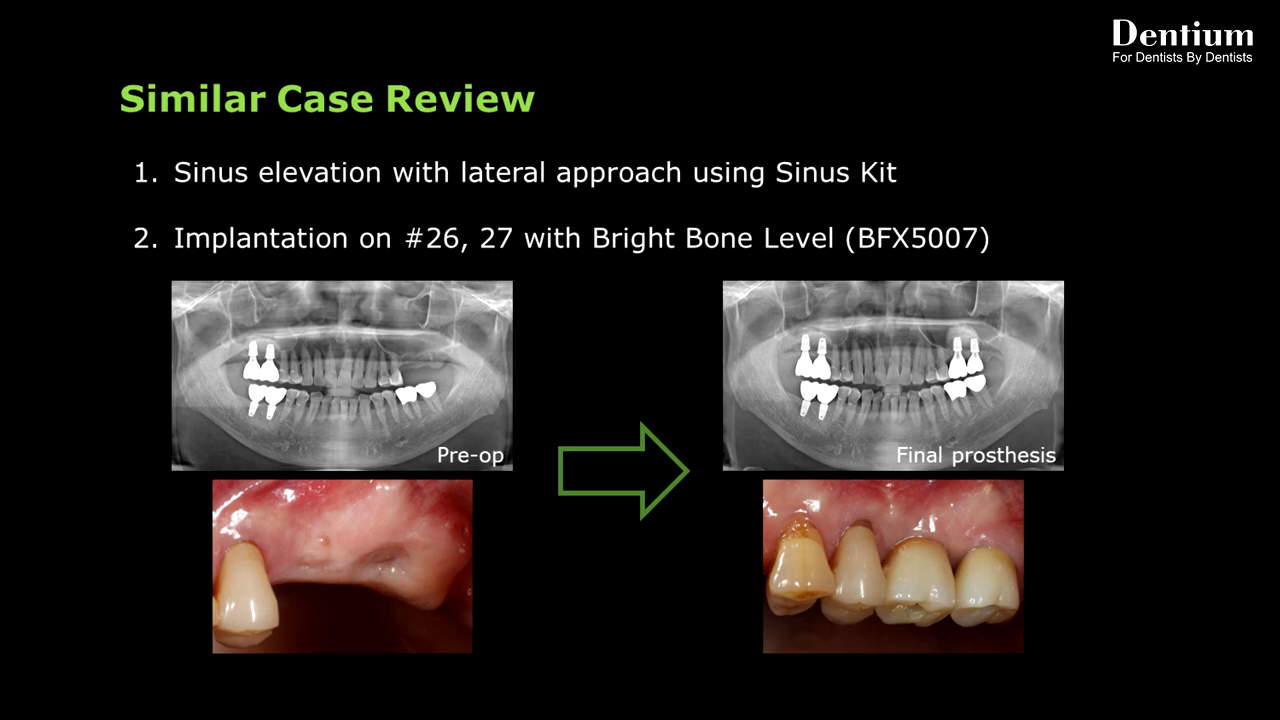 Dentium
For Dentists By Dentists
Similar Case Review
1. Sinus elevation with lateral approach using Sinus Kit
2. Implantation on #26, 27 with Bright Bone Level (BFX5007)
Pre-op
Final prosthesis